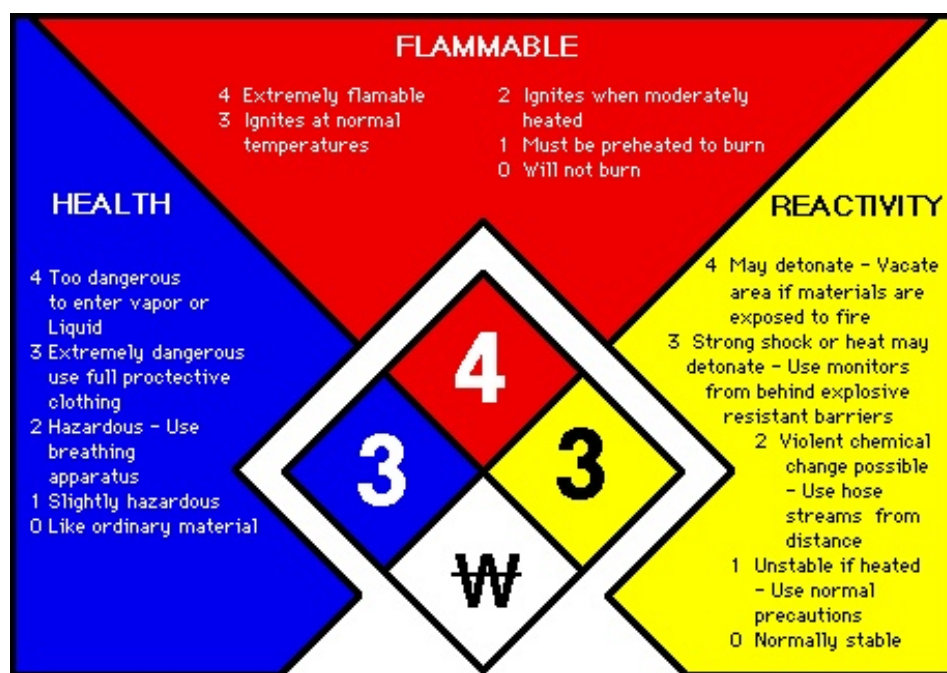 FLAMMABLE
4 Extremely flamable
3 Ignites at normal
temperatures
2 Ignites when moderately
heated
1 Must be preheated to burn
0 Will not burn
HEALTH
4 Too dangerous
to enter vapor or
Liquid
3 Extremely dangerous
use full proctective
clothing
2 Hazardous - Use
breathing
apparatus
1 Slightly hazardous
0 Like ordinary material
REACTIVITY
4 May detonate - Vacate
area if materials are
exposed to fire
3 Strong shock or heat may
detonate - Use monitors
from behind explosive
resistant barriers
2 Violent chemical
change possible
- Use hose
streams from
distance
1 Unstable if heated
- Use normal
precautions
0 Normally stable
4
3
3
W